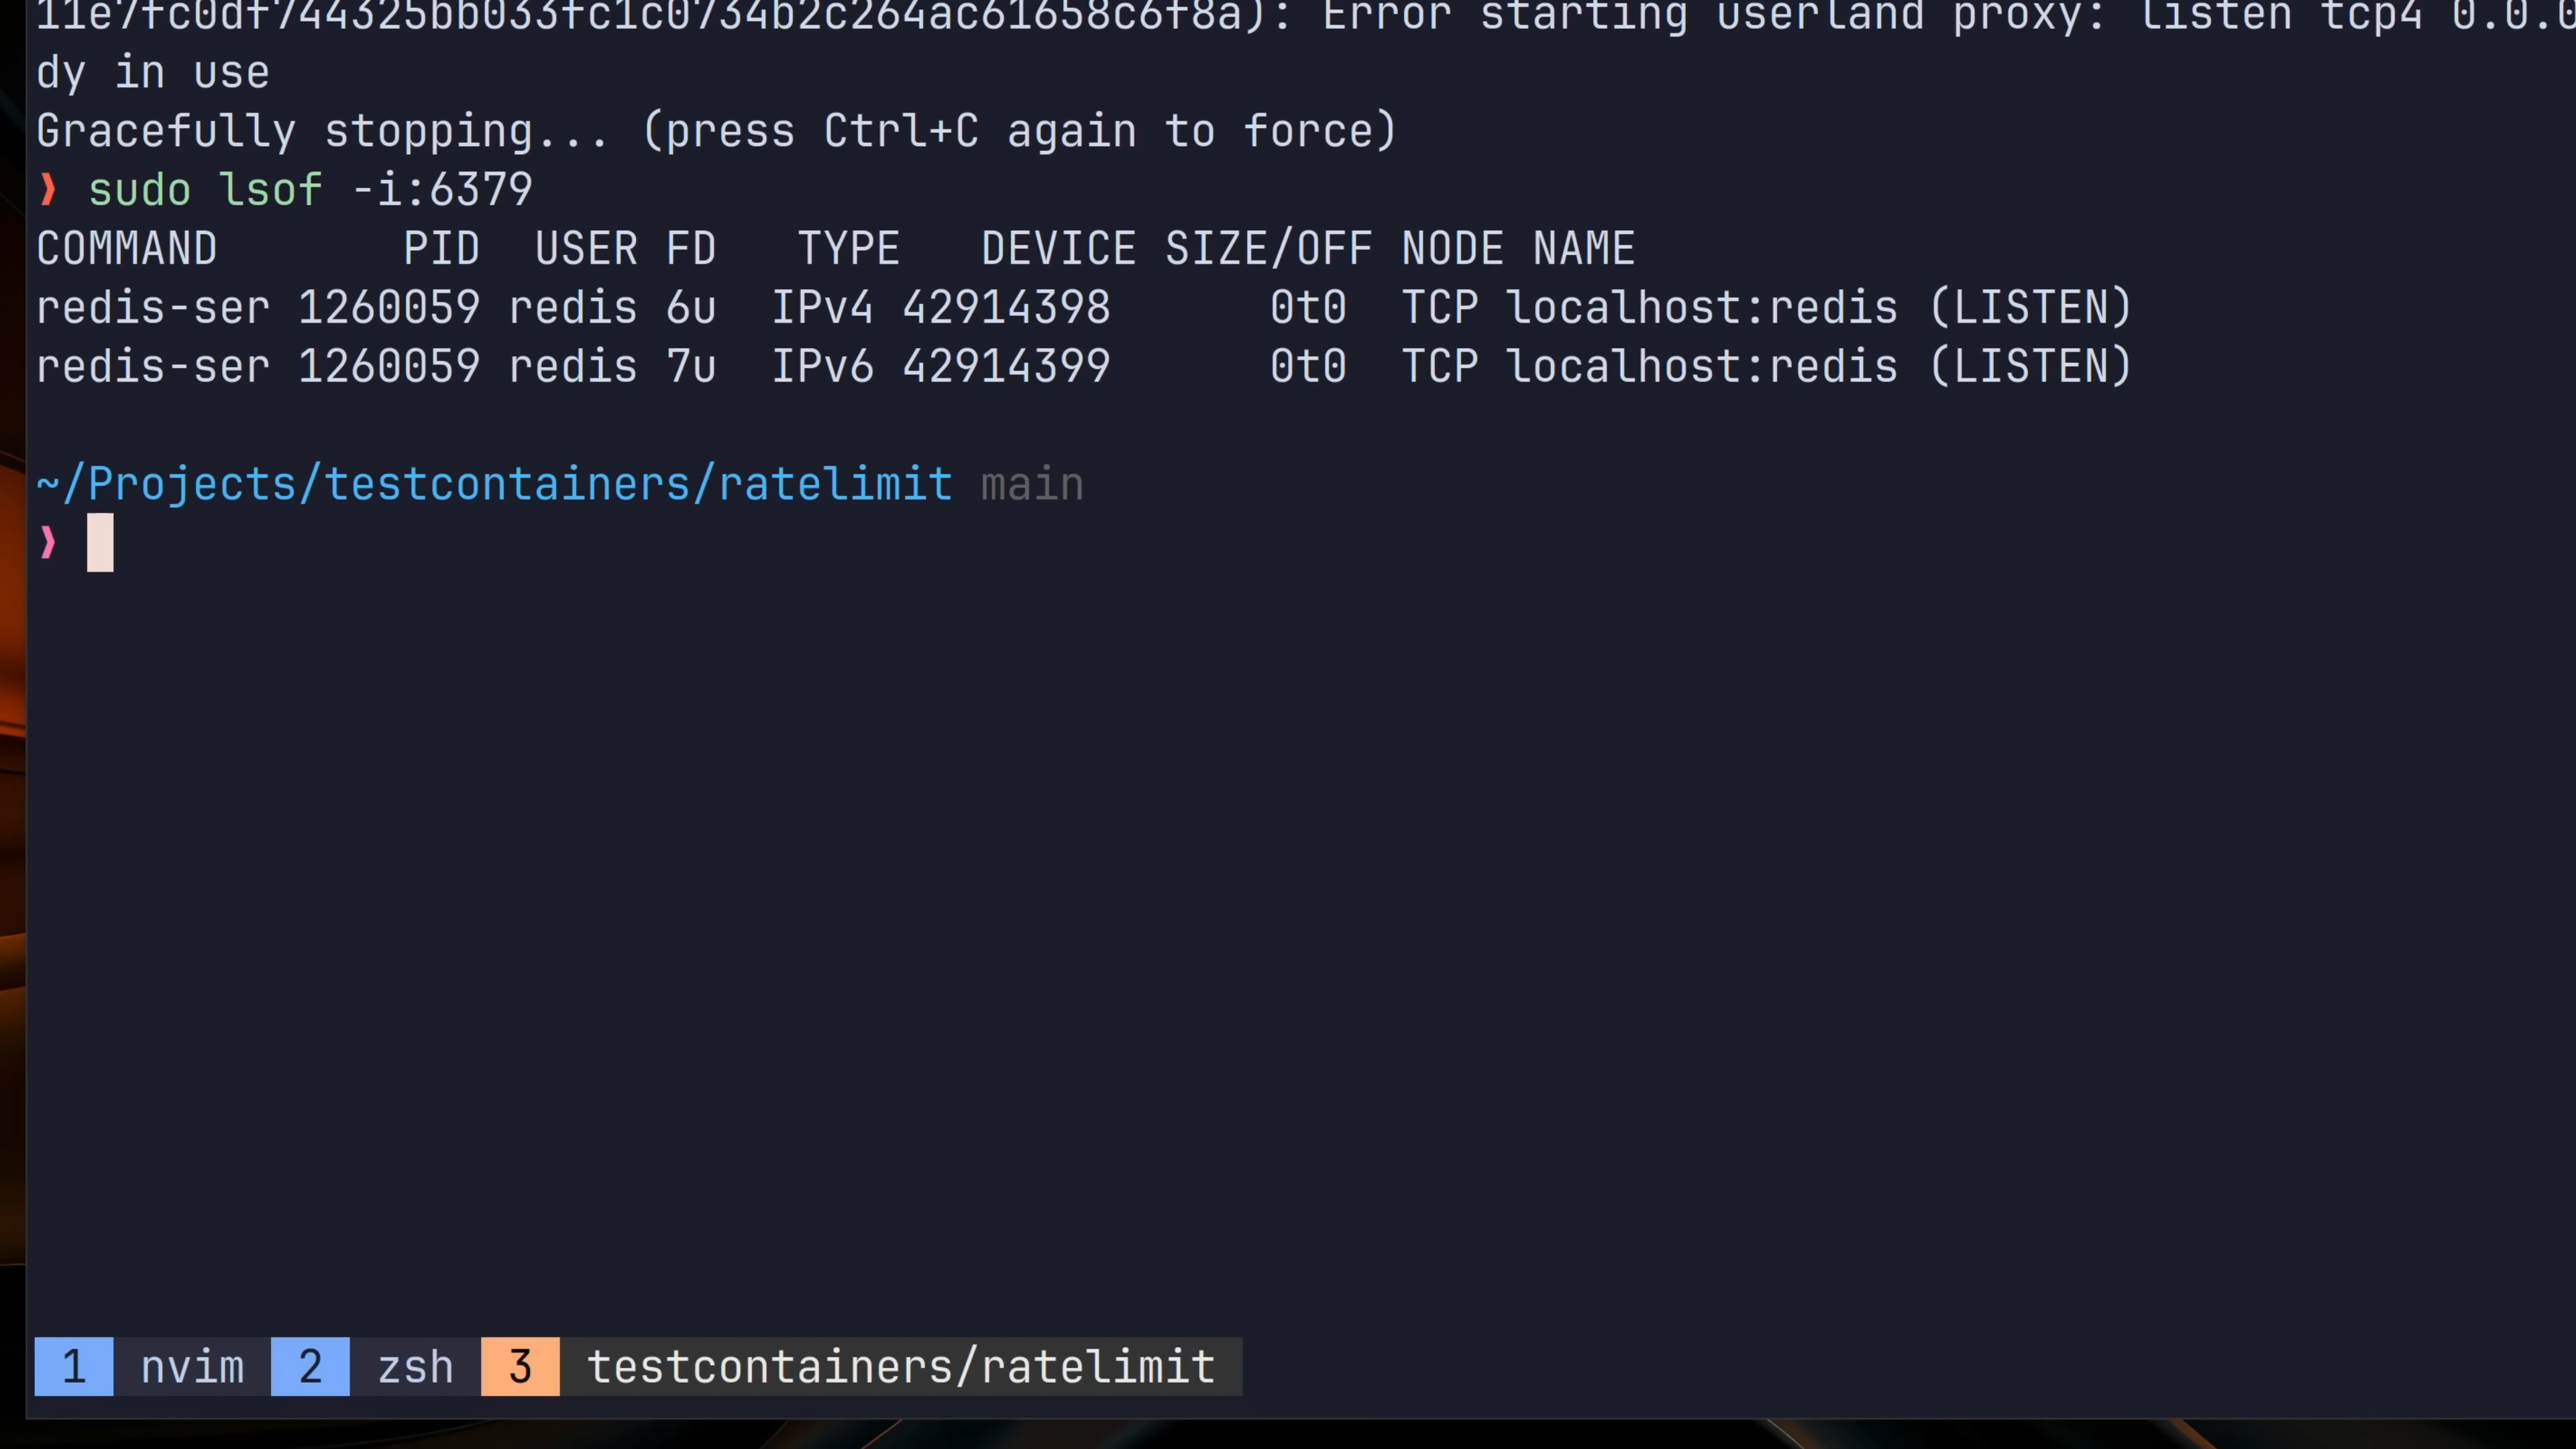 11e7fc0df744325bb033fc1c0734b2c264ac61658c6f8a): Error starting userland proxy: listen tcp4 0.0.0
dy in use
Gracefully stopping... (press Ctrl+C again to force)
❯ sudo lsof -i:6379
COMMAND       PID  USER FD   TYPE   DEVICE SIZE/OFF NODE NAME
redis-ser 1260059 redis 6u  IPv4 42914398      0t0  TCP localhost:redis (LISTEN)
redis-ser 1260059 redis 7u  IPv6 42914399      0t0  TCP localhost:redis (LISTEN)
~/Projects/testcontainers/ratelimit main
❯
1 nvim 2 zsh 3 testcontainers/ratelimit